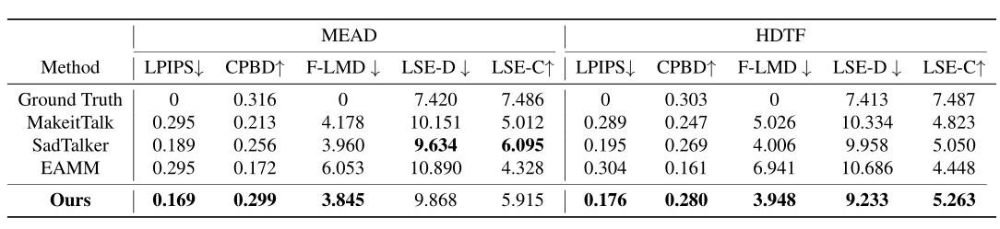 MEAD HDTF
Method LPIPS↓ CPBD↑ F-LMD ↓ LSE-D ↓ LSE-C↑ LPIPS↓ CPBD↑ F-LMD ↓ LSE-D ↓ LSE-C↑
Ground Truth 0 0.316 0 7.420 7.486 0 0.303 0 7.413 7.487
MakeitTalk 0.295 0.213 4.178 10.151 5.012 0.289 0.247 5.026 10.334 4.823
SadTalker 0.189 0.256 3.960 9.634 6.095 0.195 0.269 4.006 9.958 5.050
EAMM 0.295 0.172 6.053 10.890 4.328 0.304 0.161 6.941 10.686 4.448
Ours 0.169 0.299 3.845 9.868 5.915 0.176 0.280 3.948 9.233 5.263